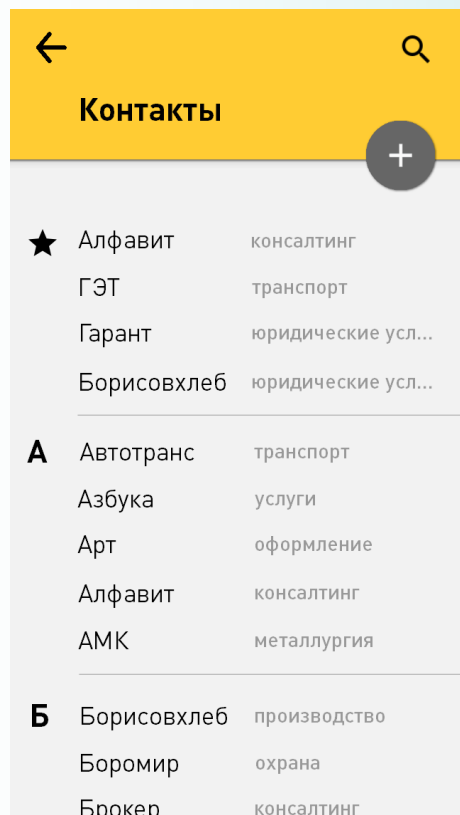 Контакты
Алфавит консалтинг
ГЭТ транспорт
Гарант юридические усл...
Борисовхлеб юридические усл...
А Автотранс транспорт
Азбука услуги
Арт оформление
Алфавит консалтинг
АМК металлургия
Б Борисовхлеб производство
Боромир охрана
Брокер консалтинг